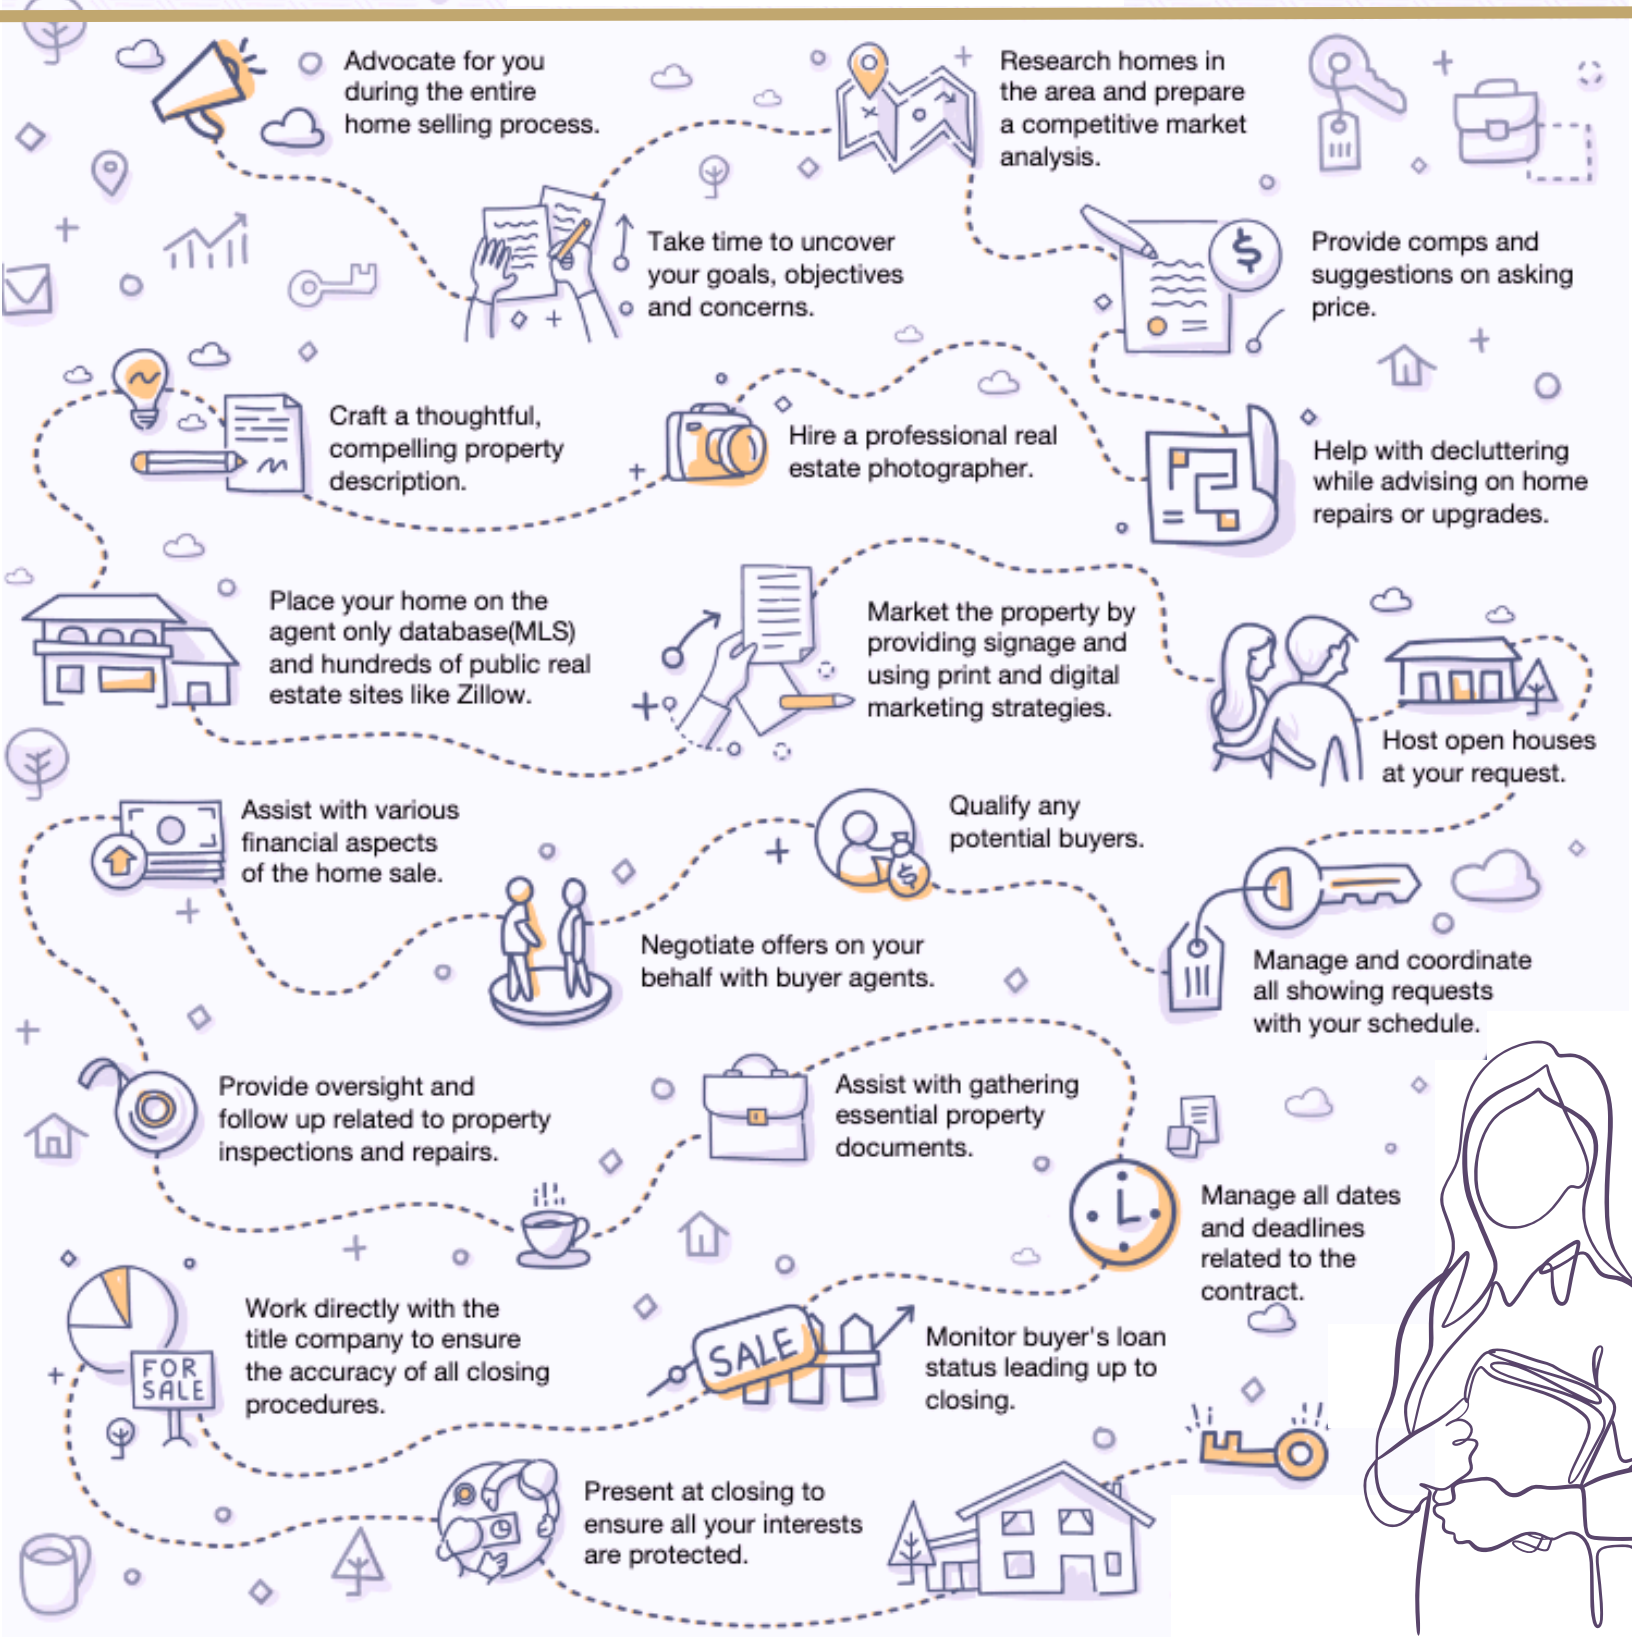 Advocate for you
during the entire
home selling process.
Take time to uncover
your goals, objectives
and concerns.
Research homes in
the area and prepare
a competitive market
analysis.
$
Provide comps and
suggestions on asking
price.
Help with decluttering
while advising on home
repairs or upgrades.
Hire a professional real
estate photographer.
Craft a thoughtful,
compelling property
description.
Place your home on the
agent only database(MLS)
and hundreds of public real
estate sites like Zillow.
Market the property by
providing signage and
using print and digital
marketing strategies.
Host open houses
at your request.
Manage and coordinate
all showing requests
with your schedule.
Qualify any
potential buyers.
$
Negotiate offers on your
behalf with buyer agents.
Assist with various
financial aspects
of the home sale.
Provide oversight and
follow up related to property
inspections and repairs.
Assist with gathering
essential property
documents.
Manage all dates
and deadlines
related to the
contract.
SALE
Monitor buyer's loan
status leading up to
closing.
FOR
SALE
Work directly with the
title company to ensure
the accuracy of all closing
procedures.
Present at closing to
ensure all your interests
are protected.